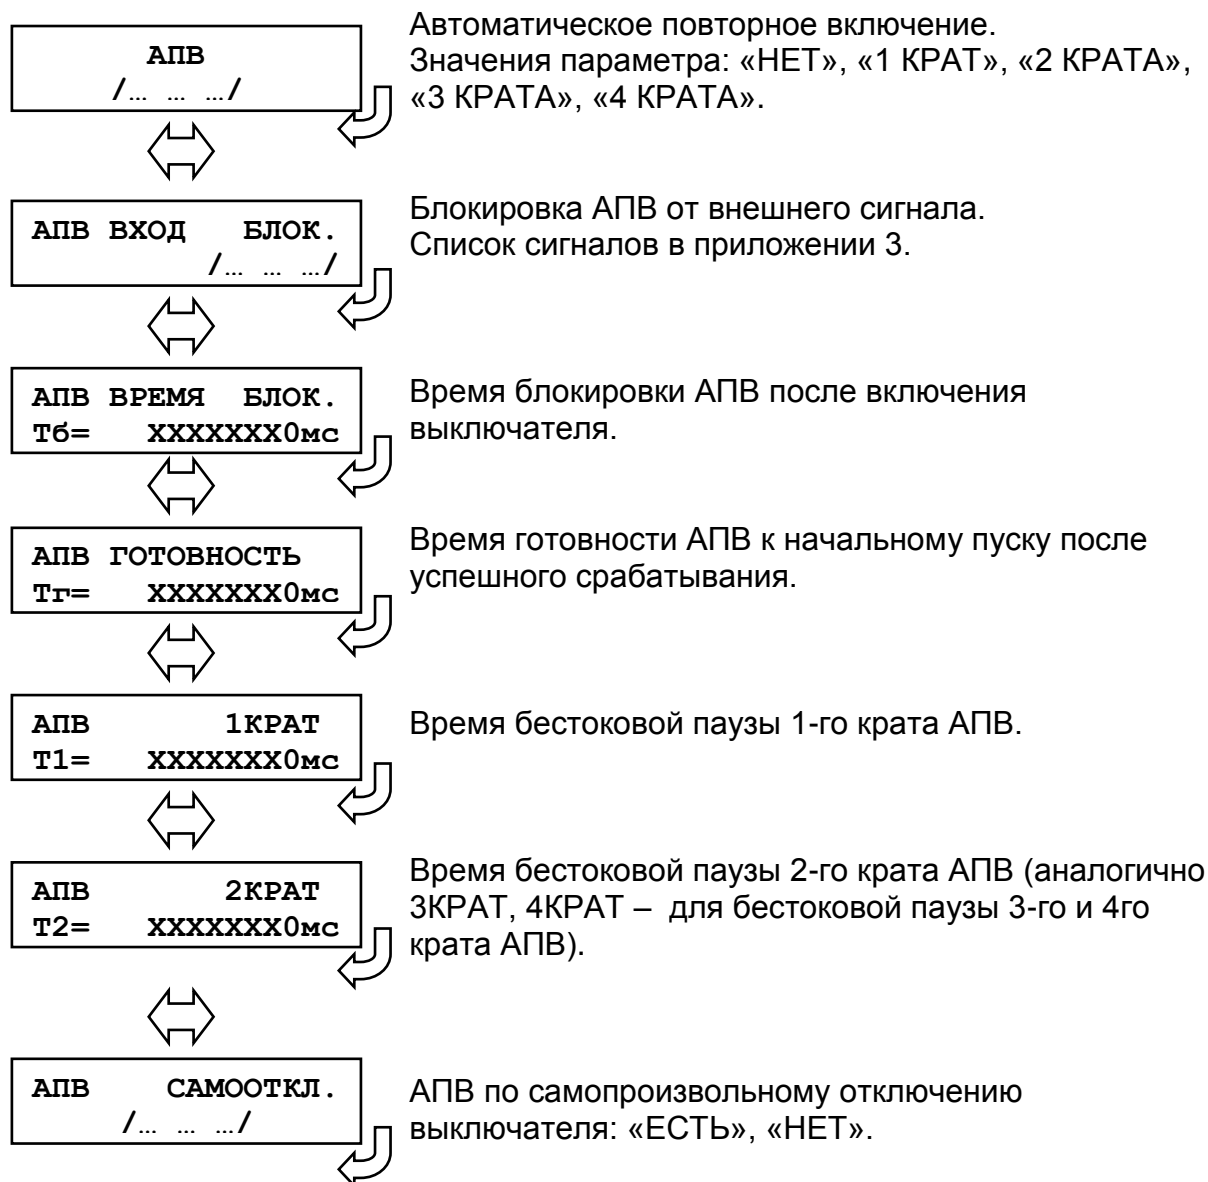 АПВ
/… … …/
Автоматическое повторное включение.
Значения параметра: «НЕТ», «1 КРАТ», «2 КРАТА»,
«3 КРАТА», «4 КРАТА».
АПВ ВХОД БЛОК.
/… … …/
Блокировка АПВ от внешнего сигнала.
Список сигналов в приложении 3.
АПВ ВРЕМЯ БЛОК.
Тб= XXXXXXX0мс
Время блокировки АПВ после включения
выключателя.
АПВ ГОТОВНОСТЬ
Тг= XXXXXXX0мс
Время готовности АПВ к начальному пуску после
успешного срабатывания.
АПВ 1КРАТ
Т1= XXXXXXX0мс
Время бестоковой паузы 1-го крата АПВ.
АПВ 2КРАТ
Т2= XXXXXXX0мс
Время бестоковой паузы 2-го крата АПВ (аналогично
3КРАТ, 4КРАТ – для бестоковой паузы 3-го и 4го
крата АПВ).
АПВ САМООТКЛ.
/… … …/
АПВ по самопроизвольному отключению
выключателя: «ЕСТЬ», «НЕТ».